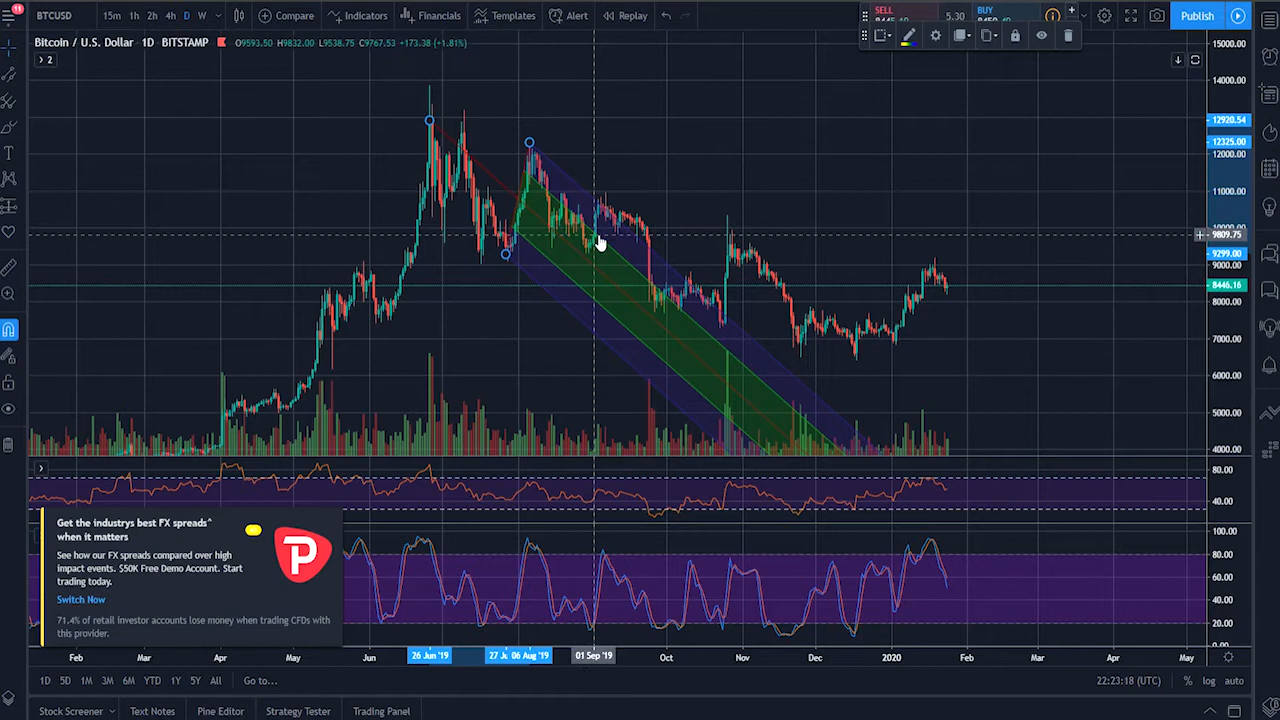 11
BTCUSD 15m 1h 2h 4h D W Compare Indicators Financials Templates Alert Replay
SELL 5.30 BUY
Publish
Bitcoin / U.S. Dollar 1D BITSTAMP O9593.50 H9832.00 L9538.75 C9767.53 +173.38 (+1.81%)
2
15000.00
14000.00
12920.54
12325.00
12000.00
11000.00
9809.75
9299.00
9000.00
8446.16
8000.00
7000.00
6000.00
5000.00
4000.00
80.00
40.00
100.00
80.00
60.00
40.00
20.00
0.00
Get the industrys best FX spreads^
when it matters
See how our FX spreads compared over high
impact events. $50K Free Demo Account. Start
trading today.
Switch Now
71.4% of retail investor accounts lose money when trading CFDs with
this provider.
P
Feb Mar Apr May Jun 26 Jun '19 06 Aug '19 01 Sep '19 Oct Nov Dec 2020 Feb Mar Apr May
1D 5D 1M 3M 6M YTD 1Y 5Y All Go to... 22:23:18 (UTC) % log auto
Stock Screener Text Notes Pine Editor Strategy Tester Trading Panel